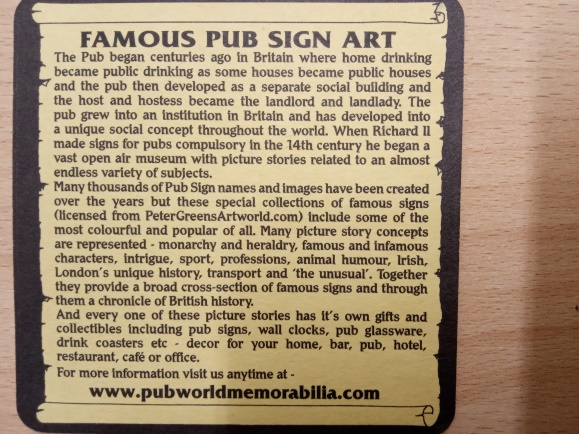 FAMOUS PUB SIGN ART
The Pub began centuries ago in Britain where home drinking
became public drinking as some houses became public houses
and the pub then developed as a separate social building and
the host and hostess became the landlord and landlady. The
pub grew into an institution in Britain and has developed into
a unique social concept throughout the world. When Richard II
made signs for pubs compulsory in the 14th century he began a
vast open air museum with picture stories related to an almost
endless variety of subjects.
Many thousands of Pub Sign names and images have been created
over the years but these special collections of famous signs
(licensed from PeterGreensArtworld.com) include some of the
most colourful and popular of all. Many picture story concepts
are represented - monarchy and heraldry, famous and infamous
characters, intrigue, sport, professions, animal humour, Irish,
London's unique history, transport and 'the unusual'. Together
they provide a broad cross-section of famous signs and through
them a chronicle of British history.
And every one of these picture stories has it's own gifts and
collectibles including pub signs, wall clocks, pub glassware,
drink coasters etc - decor for your home, bar, pub, hotel,
restaurant, café or office.
For more information visit us anytime at -
www.pubworldmemorabilia.com